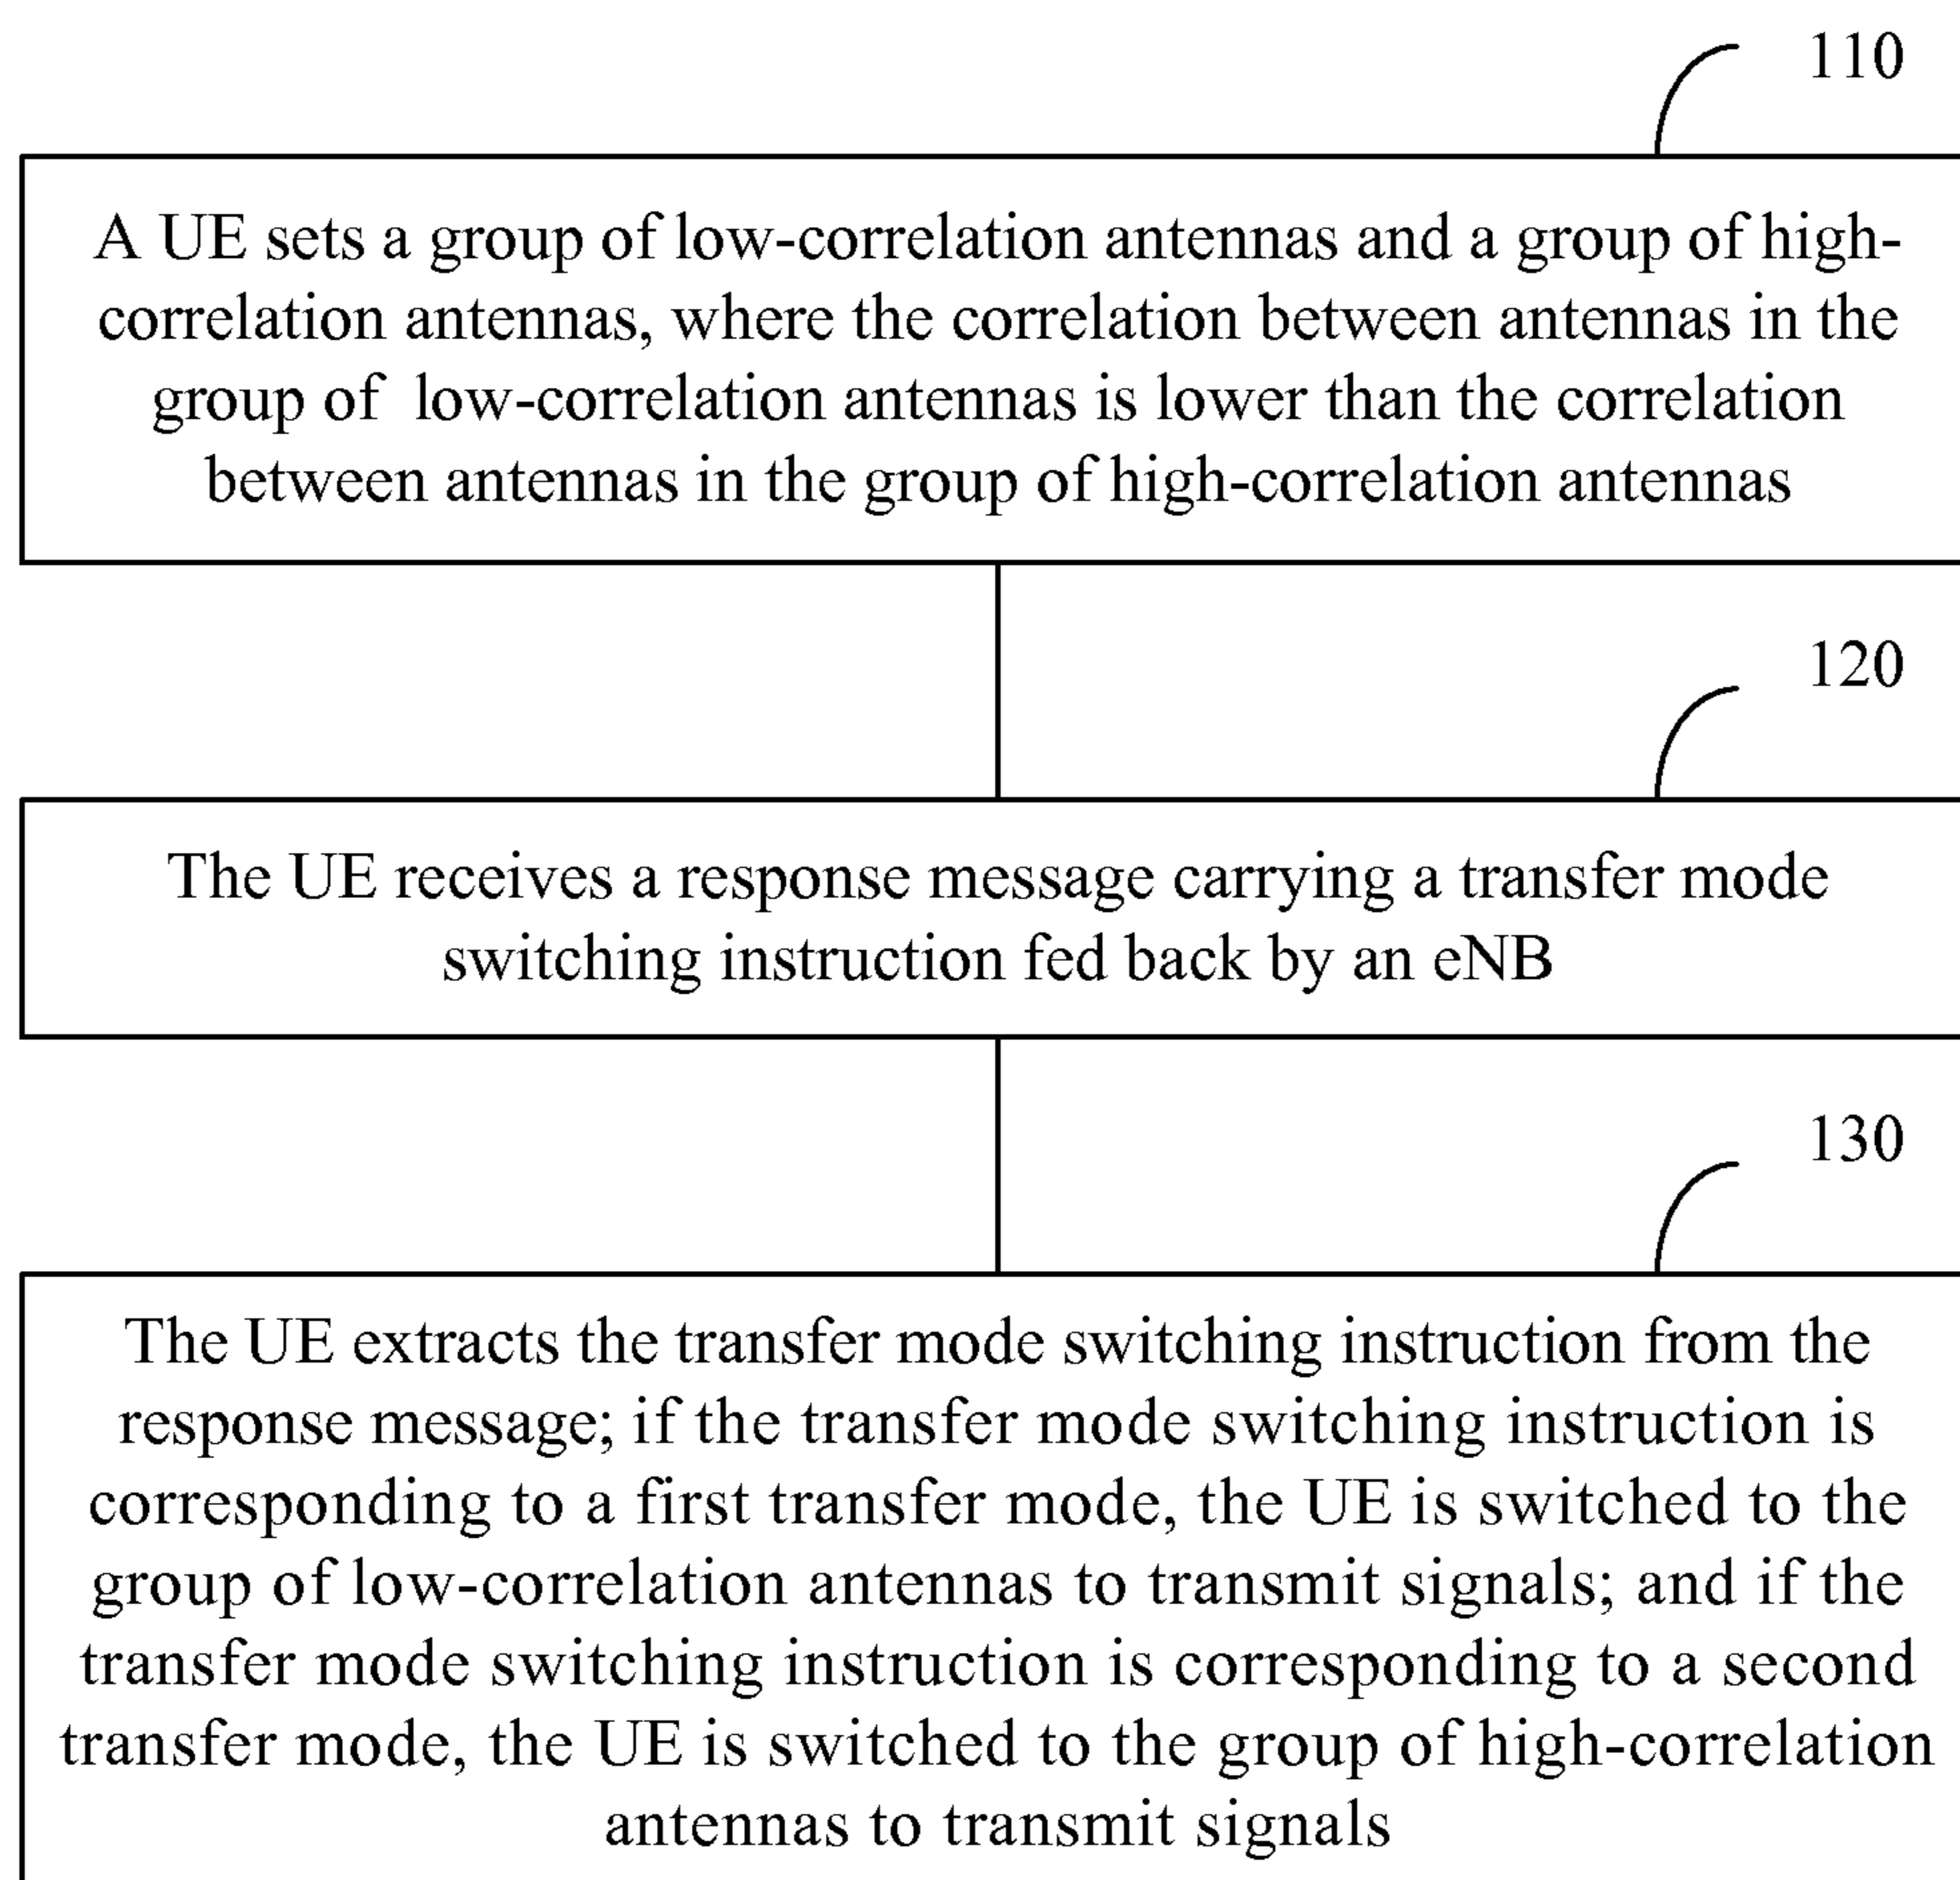 110
A UE sets a group of low-correlation antennas and a group of high-
correlation antennas, where the correlation between antennas in the
group of low-correlation antennas is lower than the correlation
between antennas in the group of high-correlation antennas
120
The UE receives a response message carrying a transfer mode
switching instruction fed back by an eNB
130
The UE extracts the transfer mode switching instruction from the
response message; if the transfer mode switching instruction is
corresponding to a first transfer mode, the UE is switched to the
group of low-correlation antennas to transmit signals; and if the
transfer mode switching instruction is corresponding to a second
transfer mode, the UE is switched to the group of high-correlation
antennas to transmit signals